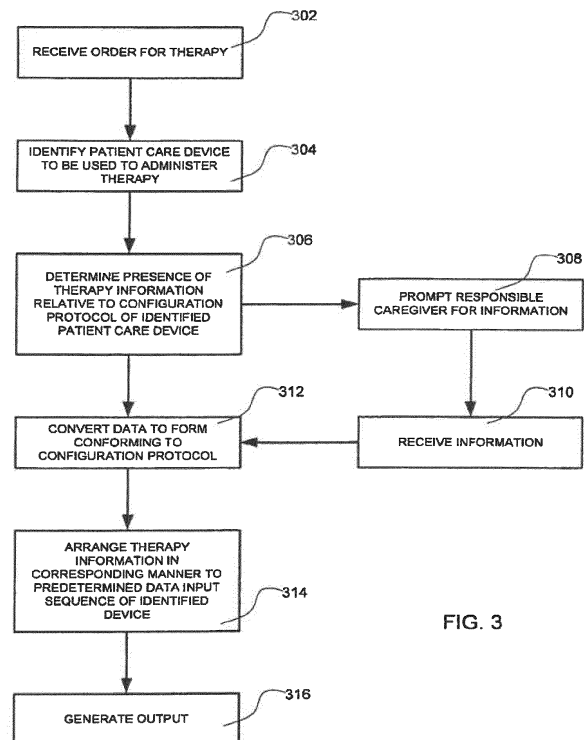 302
RECEIVE ORDER FOR THERAPY
304
IDENTIFY PATIENT CARE DEVICE
TO BE USED TO ADMINISTER
THERAPY
306
DETERMINE PRESENCE OF
THERAPY INFORMATION
RELATIVE TO CONFIGURATION
PROTOCOL OF IDENTIFIED
PATIENT CARE DEVICE
308
PROMPT RESPONSIBLE
CAREGIVER FOR INFORMATION
310
RECEIVE INFORMATION
312
CONVERT DATA TO FORM
CONFORMING TO
CONFIGURATION PROTOCOL
ARRANGE THERAPY
INFORMATION IN
CORRESPONDING MANNER TO
PREDETERMINED DATA INPUT
SEQUENCE OF IDENTIFIED
DEVICE
314
FIG. 3
316
GENERATE OUTPUT